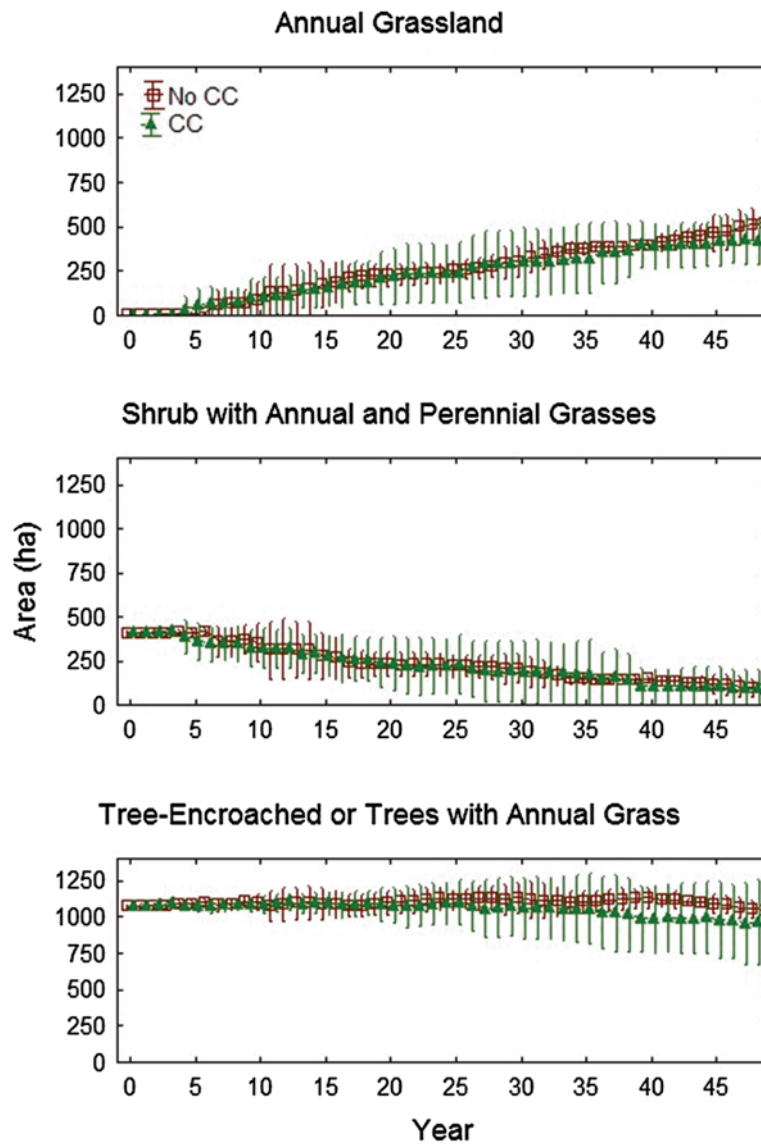 Annual Grassland
No CC
CC
1250
1000
750
500
250
0
0 5 10 15 20 25 30 35 40 45
Shrub with Annual and Perennial Grasses
Area (ha)
1250
1000
750
500
250
0
0 5 10 15 20 25 30 35 40 45
Tree-Encroached or Trees with Annual Grass
1250
1000
750
500
250
0
0 5 10 15 20 25 30 35 40 45
Year